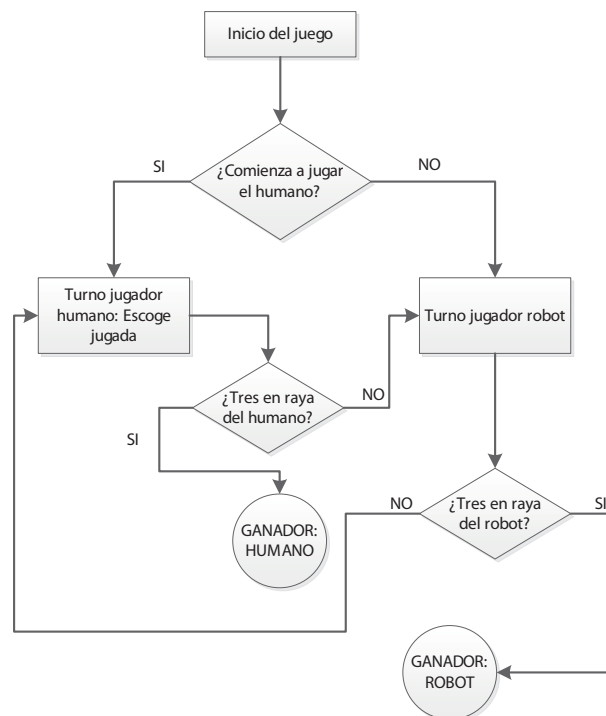 Inicio del juego
¿Comienza a jugar
el humano?
SI
NO
Turno jugador
humano: Escoge
jugada
Turno jugador robot
¿Tres en raya
del humano?
NO
SI
GANADOR:
HUMANO
NO
¿Tres en raya
del robot?
SI
GANADOR:
ROBOT